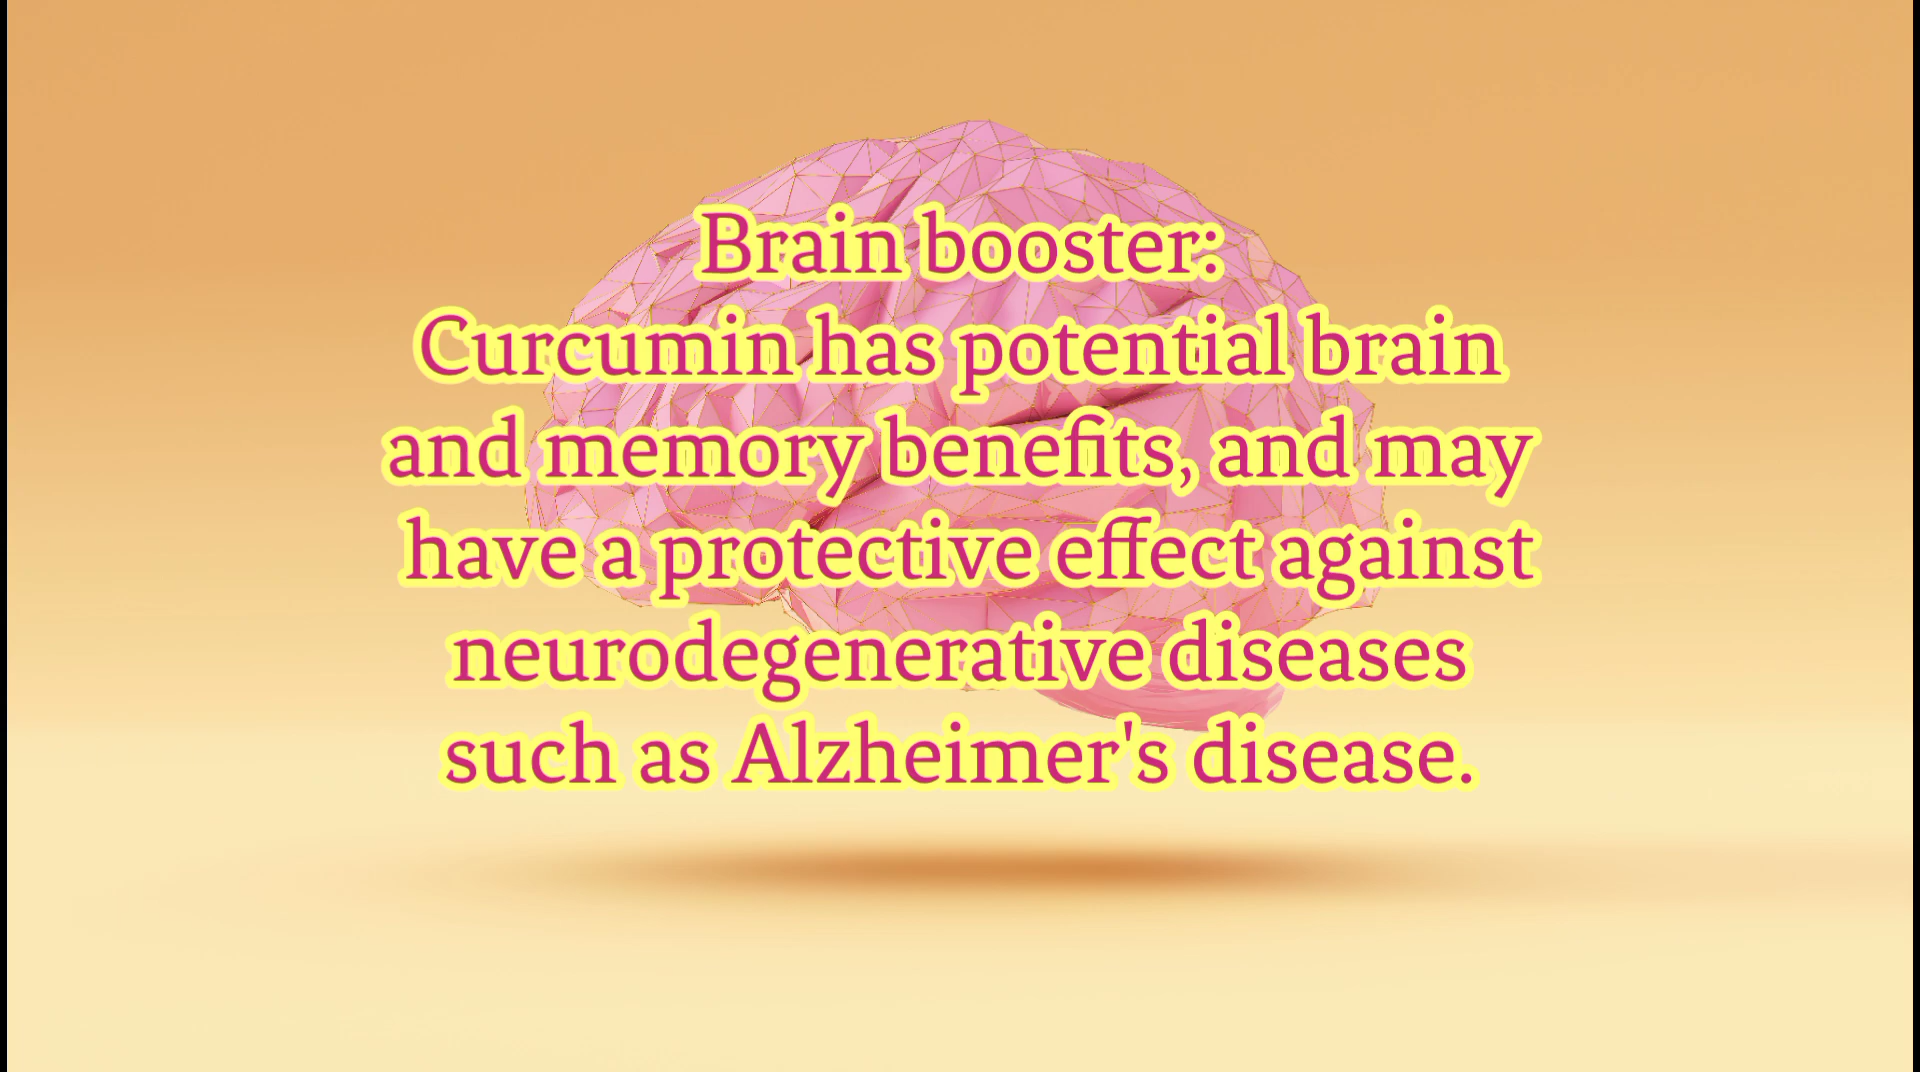 Brain booster:
Curcumin has potential brain
and memory benefits, and may
have a protective effect against
neurodegenerative diseases
such as Alzheimer's disease.